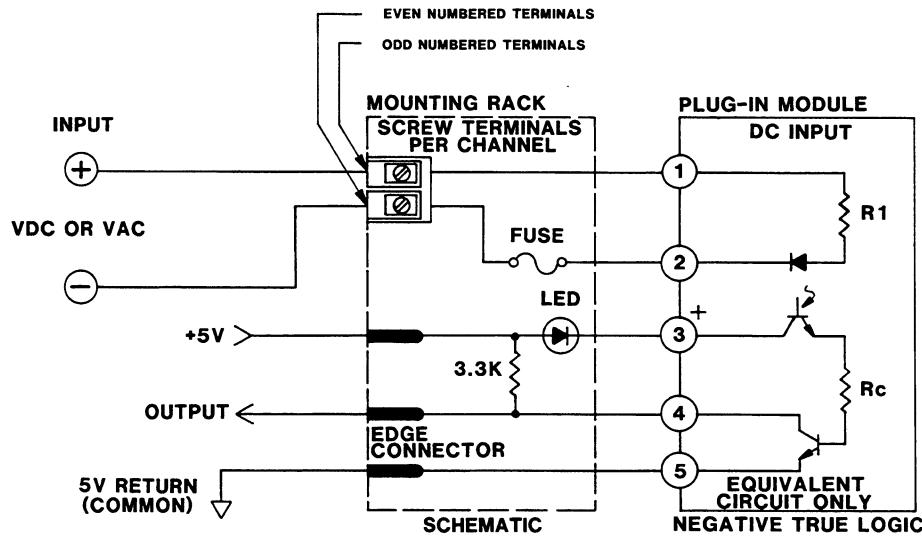 EVEN NUMBERED TERMINALS
ODD NUMBERED TERMINALS
MOUNTING RACK
PLUG-IN MODULE
INPUT
SCREW TERMINALS
PER CHANNEL
DC INPUT
+
1
R1
VDC OR VAC
FUSE
2
−
LED
+
+5V
3
3.3K
Rc
OUTPUT
4
EDGE
CONNECTOR
5
5V RETURN
(COMMON)
EQUIVALENT
CIRCUIT ONLY
SCHEMATIC
NEGATIVE TRUE LOGIC